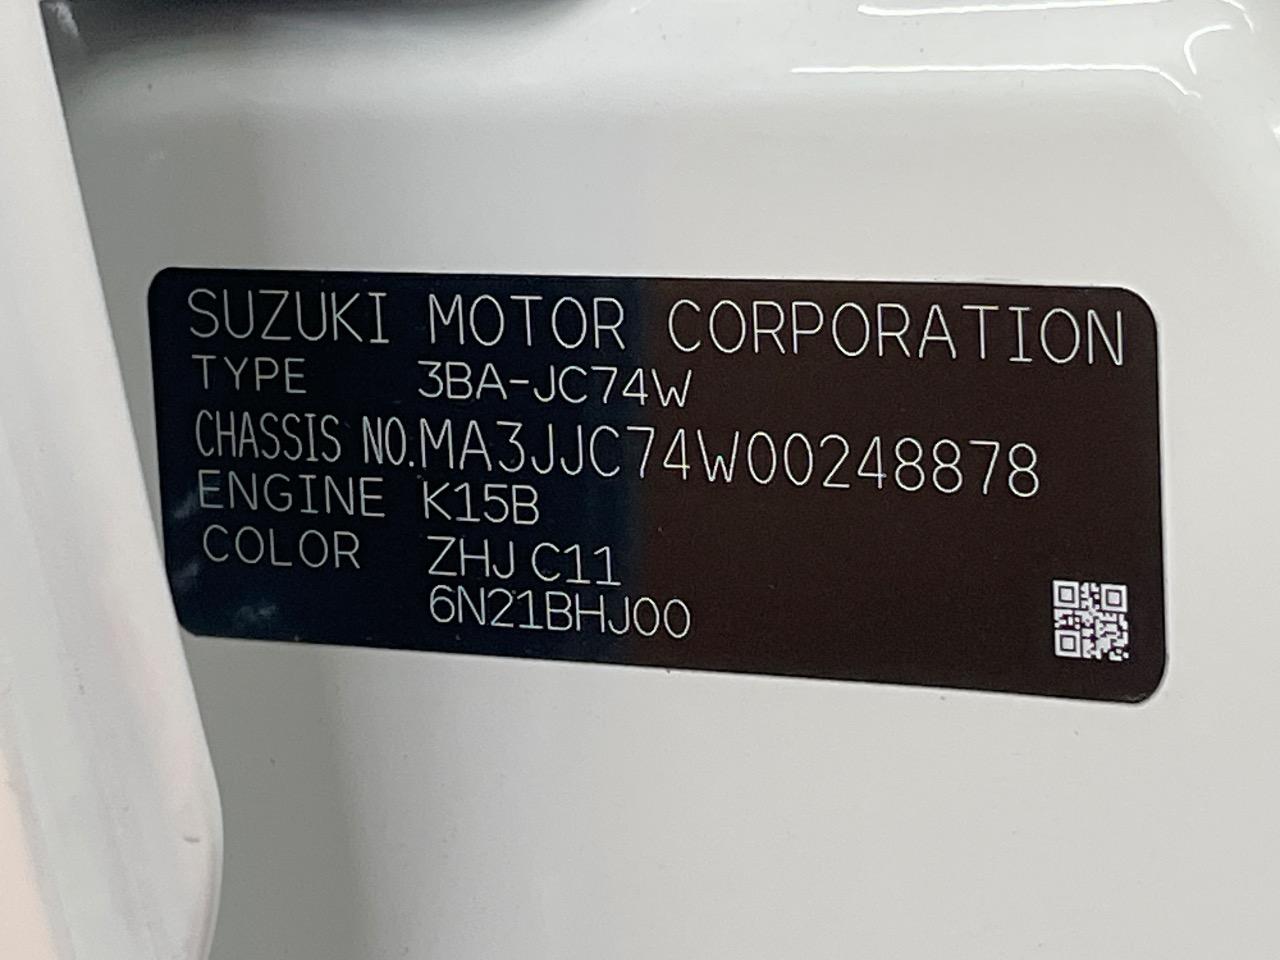 SUZUKI MOTOR CORPORATION
TYPE 3BA-JC74W
CHASSIS NO. MA3JJC74W00248878
ENGINE K15B
COLOR ZHJ C11
6N21BHJ00